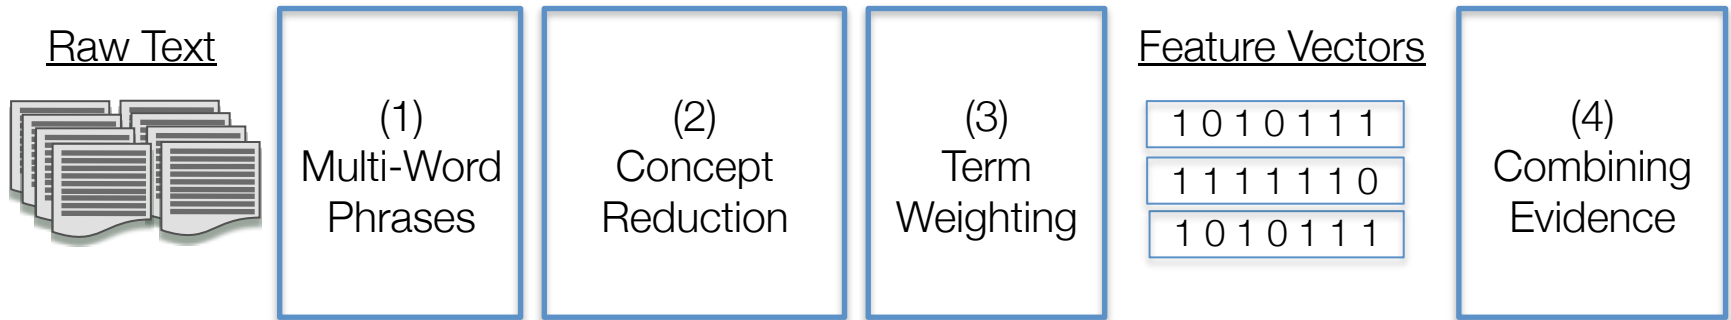 Raw Text
(1)
Multi-Word
Phrases
(2)
Concept
Reduction
(3)
Term
Weighting
Feature Vectors
1 0 1 0 1 1 1
1 1 1 1 1 1 0
1 0 1 0 1 1 1
(4)
Combining
Evidence